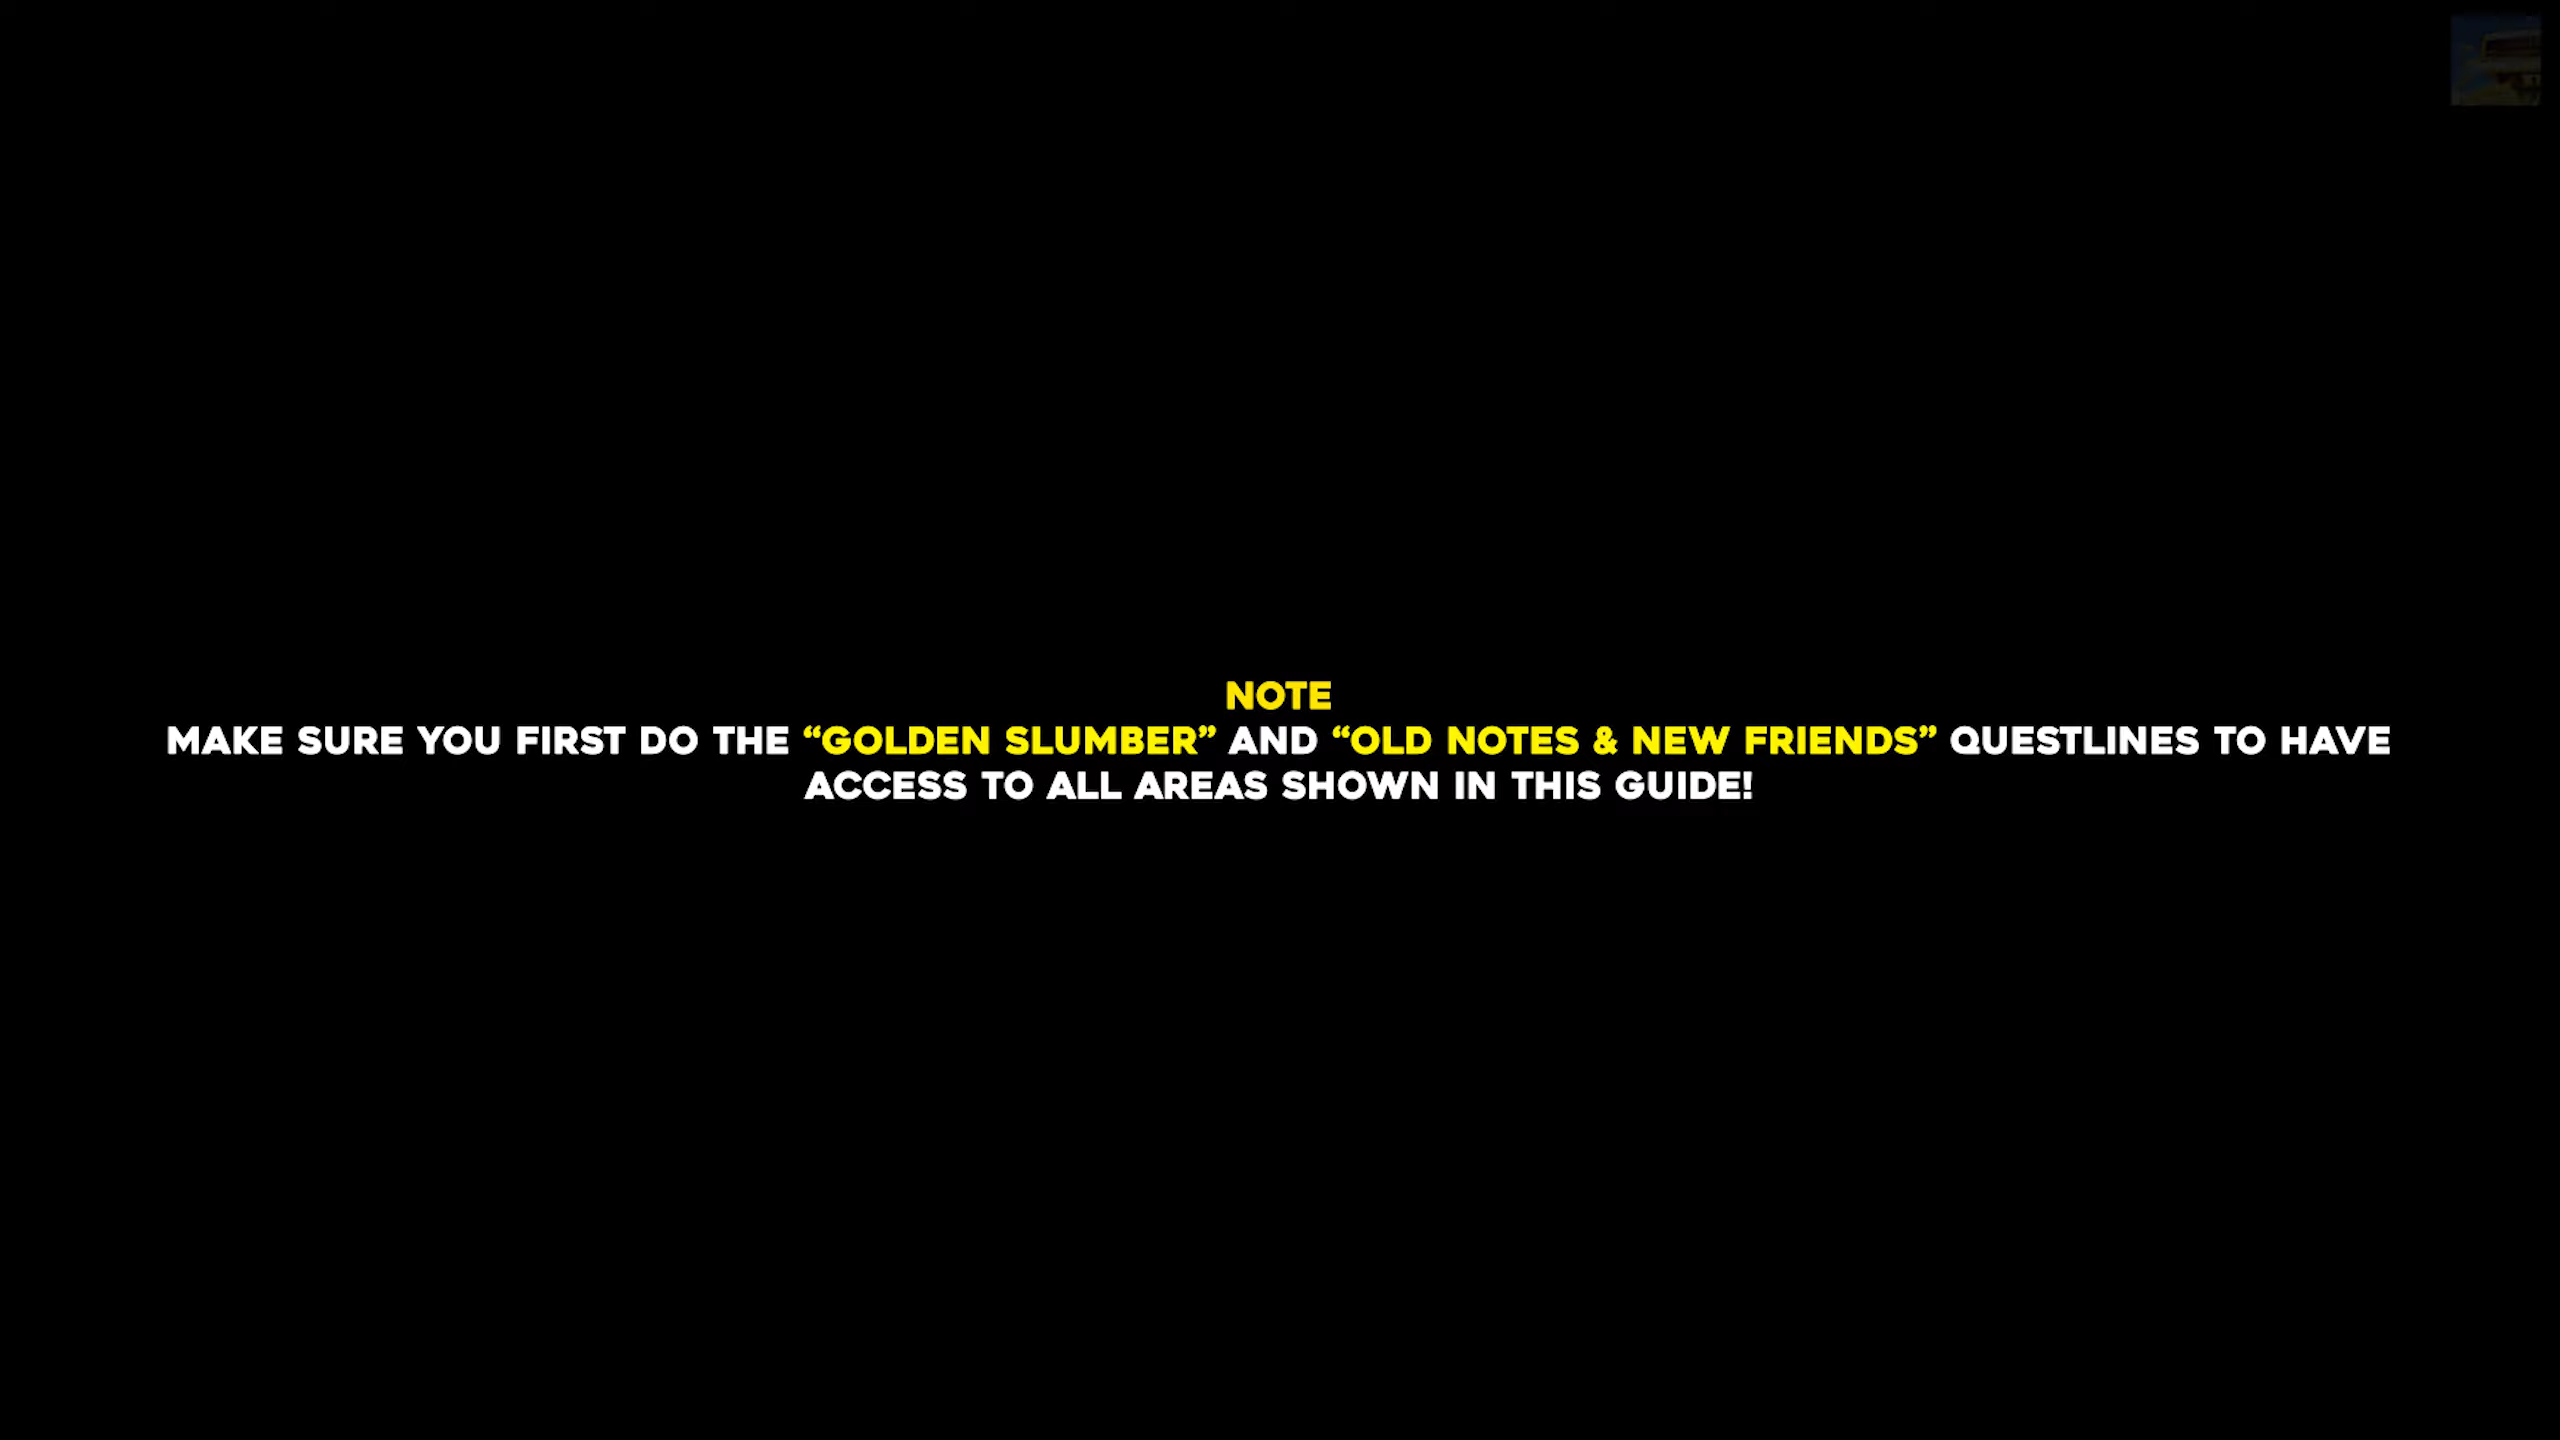 NOTE
MAKE SURE YOU FIRST DO THE “GOLDEN SLUMBER” AND “OLD NOTES & NEW FRIENDS” QUESTLINES TO HAVE
ACCESS TO ALL AREAS SHOWN IN THIS GUIDE!